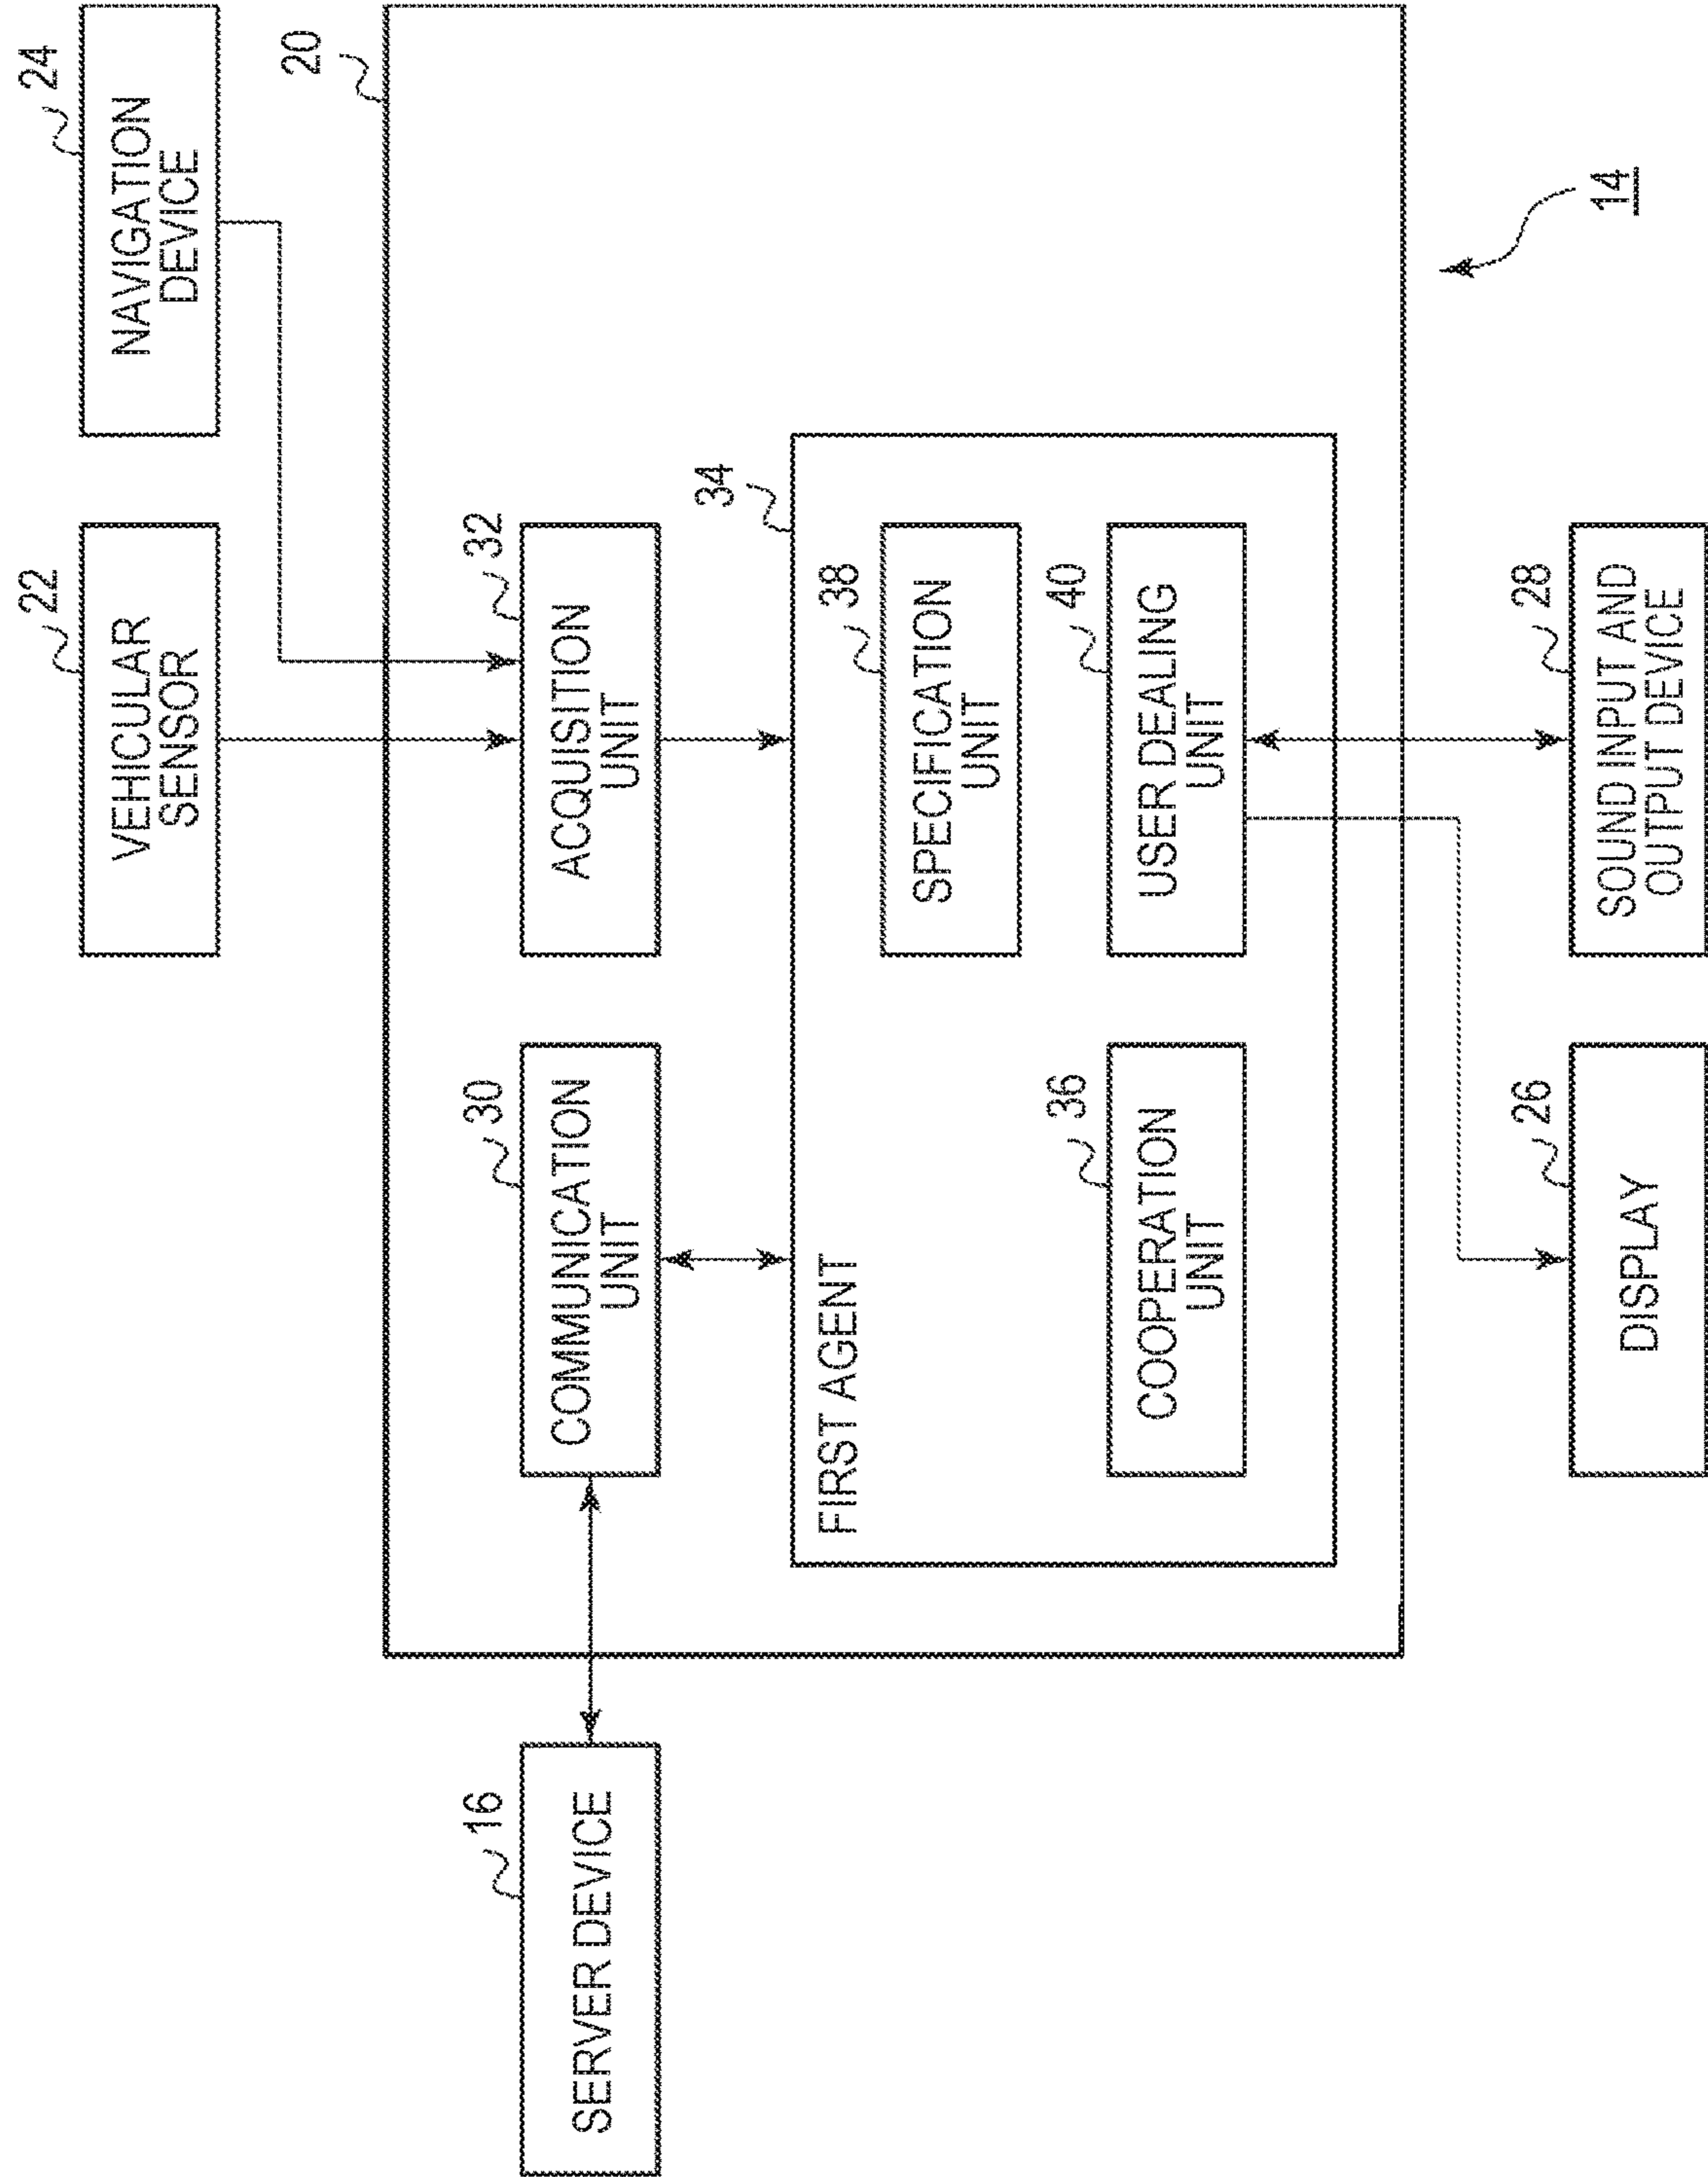 22
24
VEHICULAR
SENSOR
NAVIGATION
DEVICE
20
16
30
32
SERVER DEVICE
COMMUNICATION
UNIT
ACQUISITION
UNIT
34
FIRST AGENT
38
SPECIFICATION
UNIT
36
40
COOPERATION
UNIT
USER DEALING
UNIT
26
28
DISPLAY
SOUND INPUT AND
OUTPUT DEVICE
14